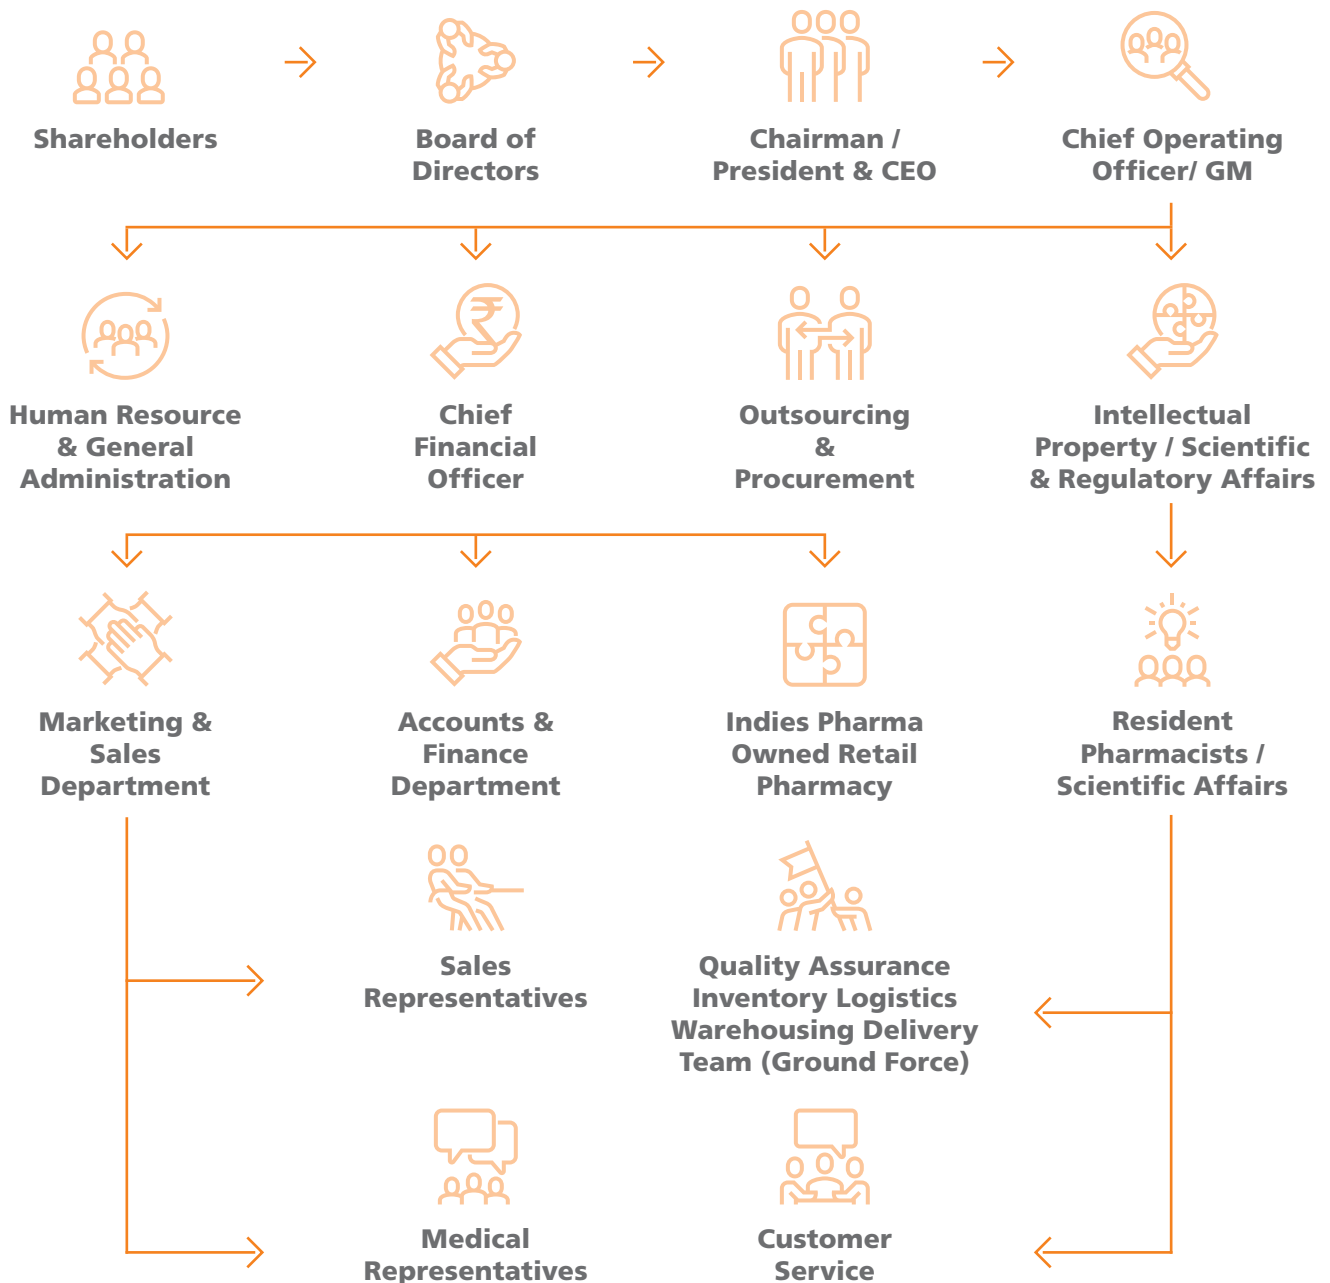 Shareholders
Board of
Directors
Chairman /
President & CEO
Chief Operating
Officer/ GM
Human Resource
& General
Administration
Chief
Financial
Officer
Outsourcing
&
Procurement
Intellectual
Property / Scientific
& Regulatory Affairs
Marketing &
Sales
Department
Accounts &
Finance
Department
Indies Pharma
Owned Retail
Pharmacy
Resident
Pharmacists /
Scientific Affairs
Sales
Representatives
Quality Assurance
Inventory Logistics
Warehousing Delivery
Team (Ground Force)
Medical
Representatives
Customer
Service